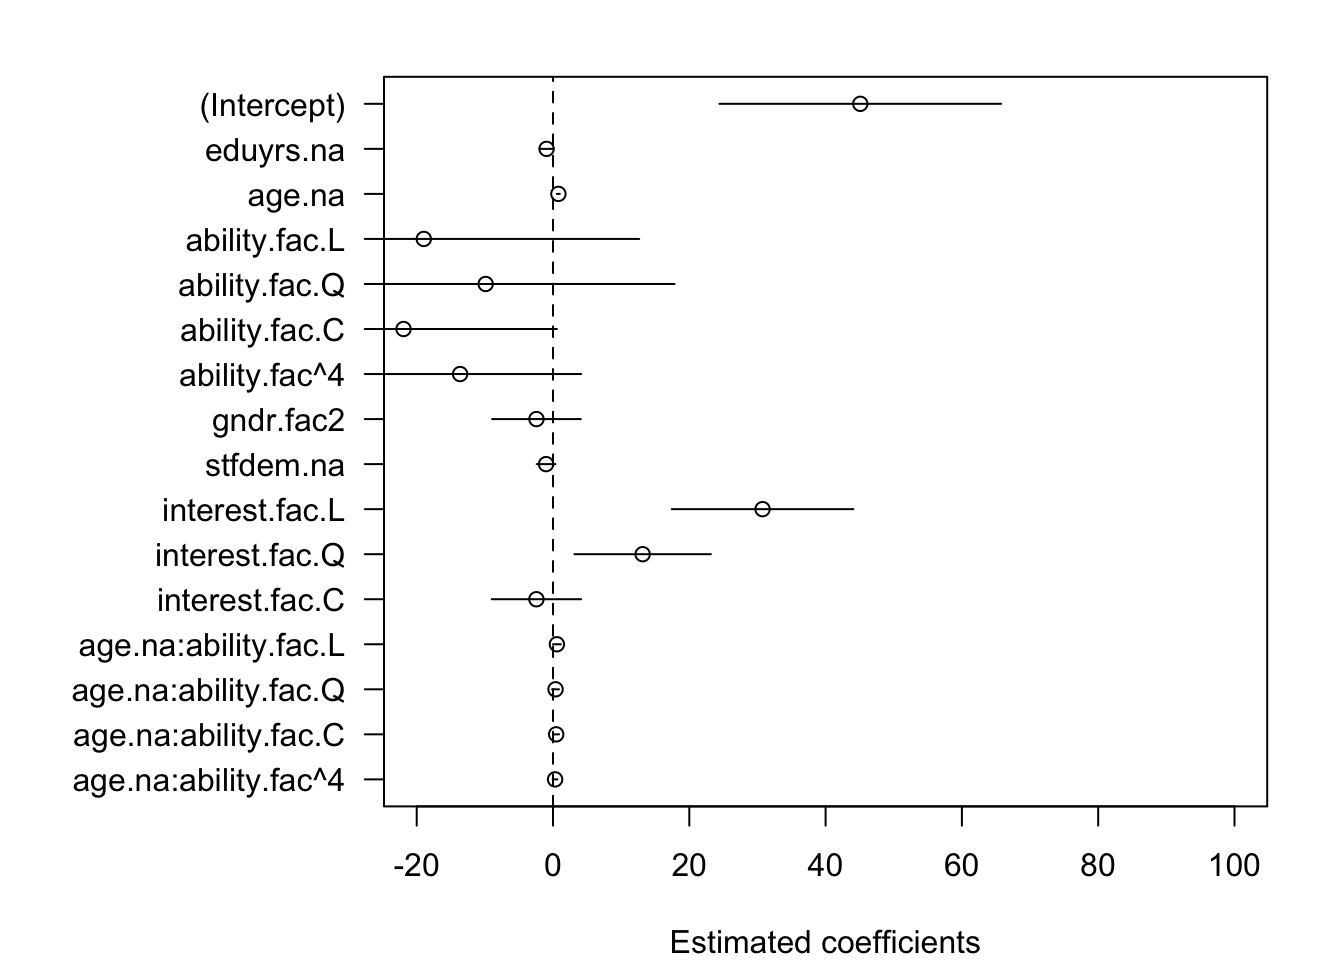 (Intercept)
eduyrs.na
age.na
ability.fac.L
ability.fac.Q
ability.fac.C
ability.fac^4
gndr.fac2
stfdem.na
interest.fac.L
interest.fac.Q
interest.fac.C
age.na:ability.fac.L
age.na:ability.fac.Q
age.na:ability.fac.C
age.na:ability.fac^4
-20 0 20 40 60 80 100
Estimated coefficients